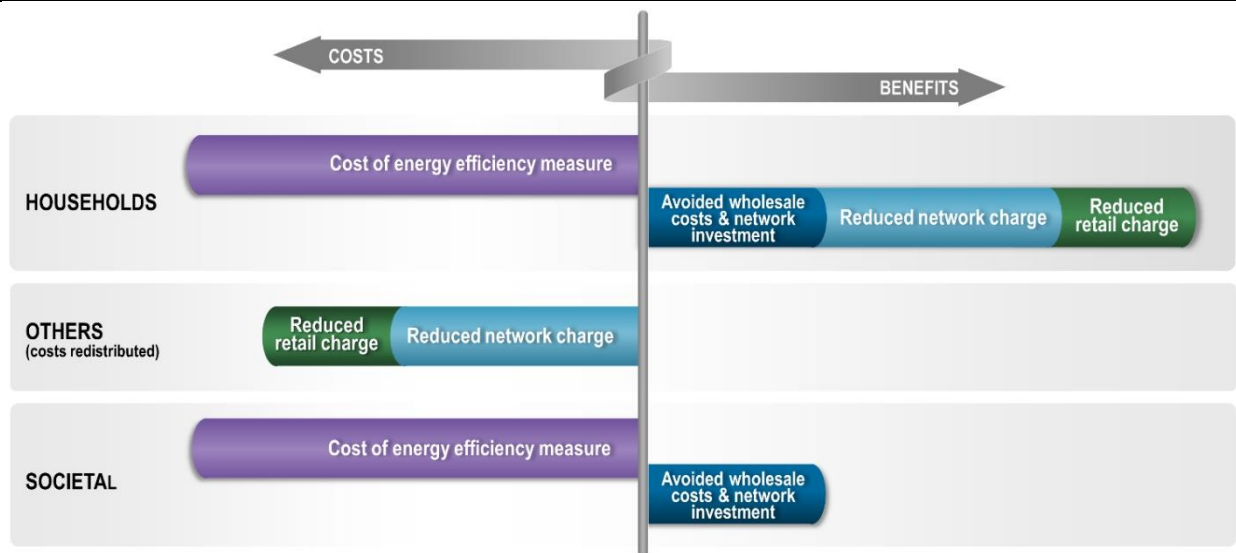 COSTS
BENEFITS
HOUSEHOLDS
Cost of energy efficiency measure
Avoided wholesale
costs & network
investment
Reduced network charge
Reduced
retail charge
OTHERS
(costs redistributed)
Reduced
retail charge
Reduced network charge
SOCIETAL
Cost of energy efficiency measure
Avoided wholesale
costs & network
investment